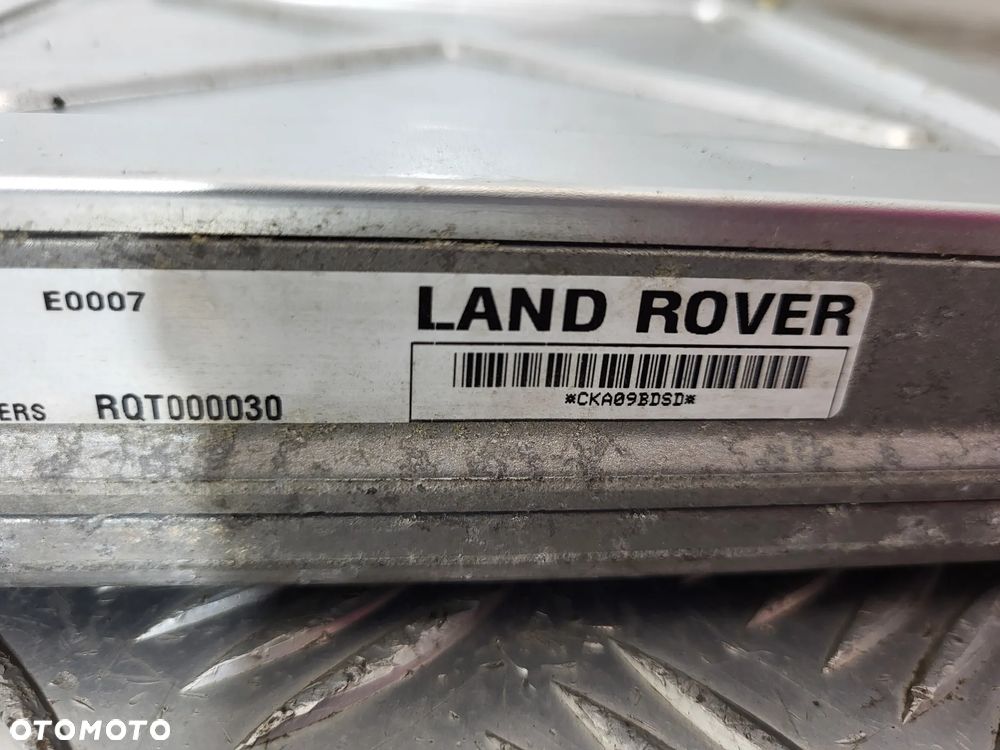 E0007
LAND ROVER
*CKA09BDSD*
ERS RQT000030
OTOMOTO